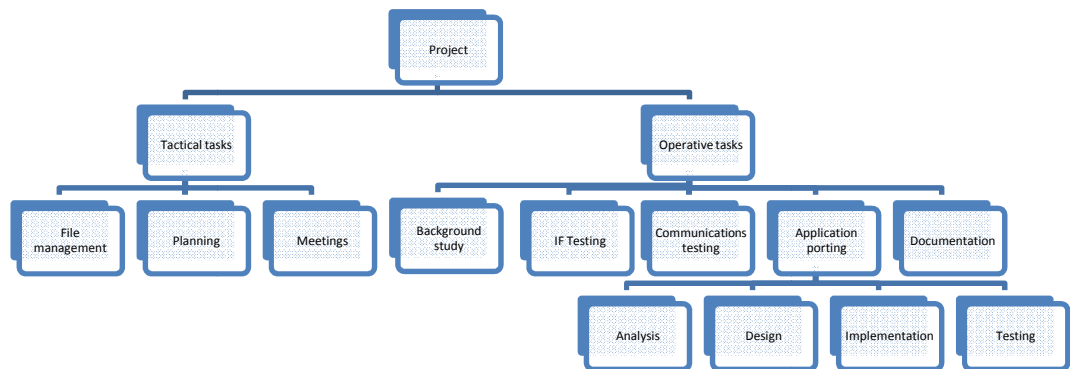 Project
Tactical tasks
Operative tasks
File
management
Planning
Meetings
Background
study
IF Testing
Communications
testing
Application
porting
Documentation
Analysis
Design
Implementation
Testing